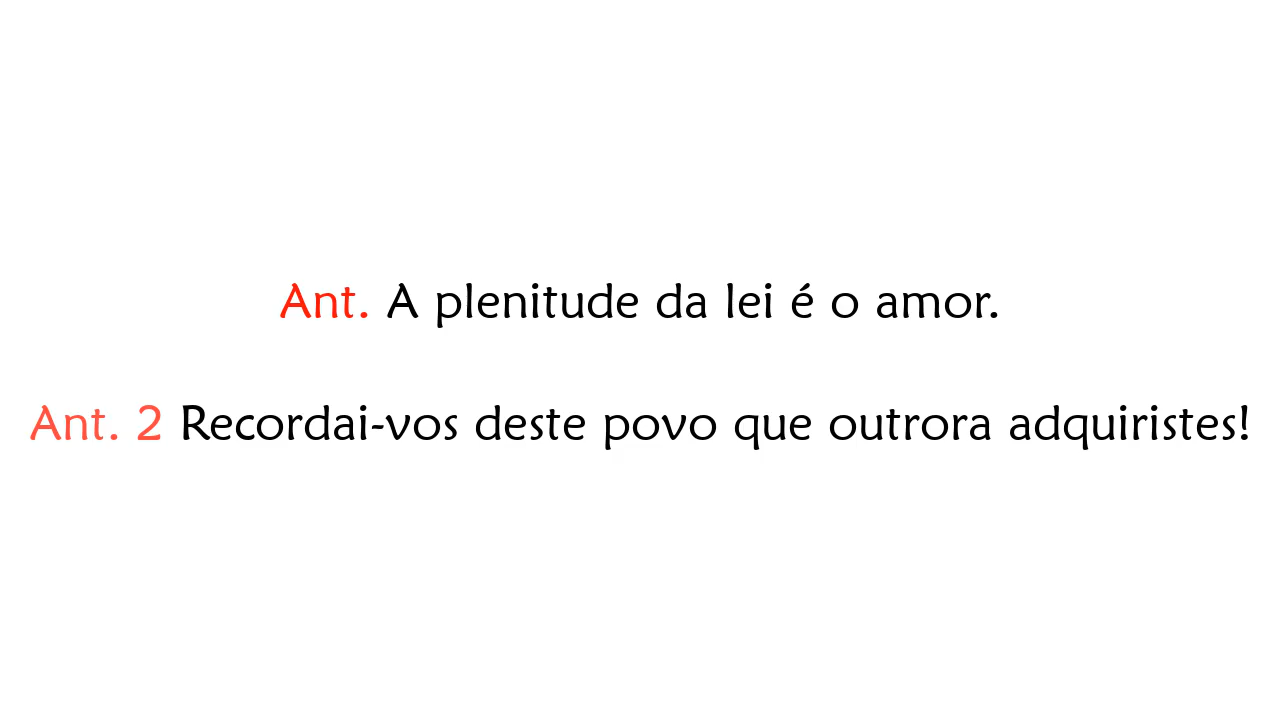 Ant. A plenitude da lei é o amor.
Ant. 2 Recordai-vos deste povo que outrora adquiristes!